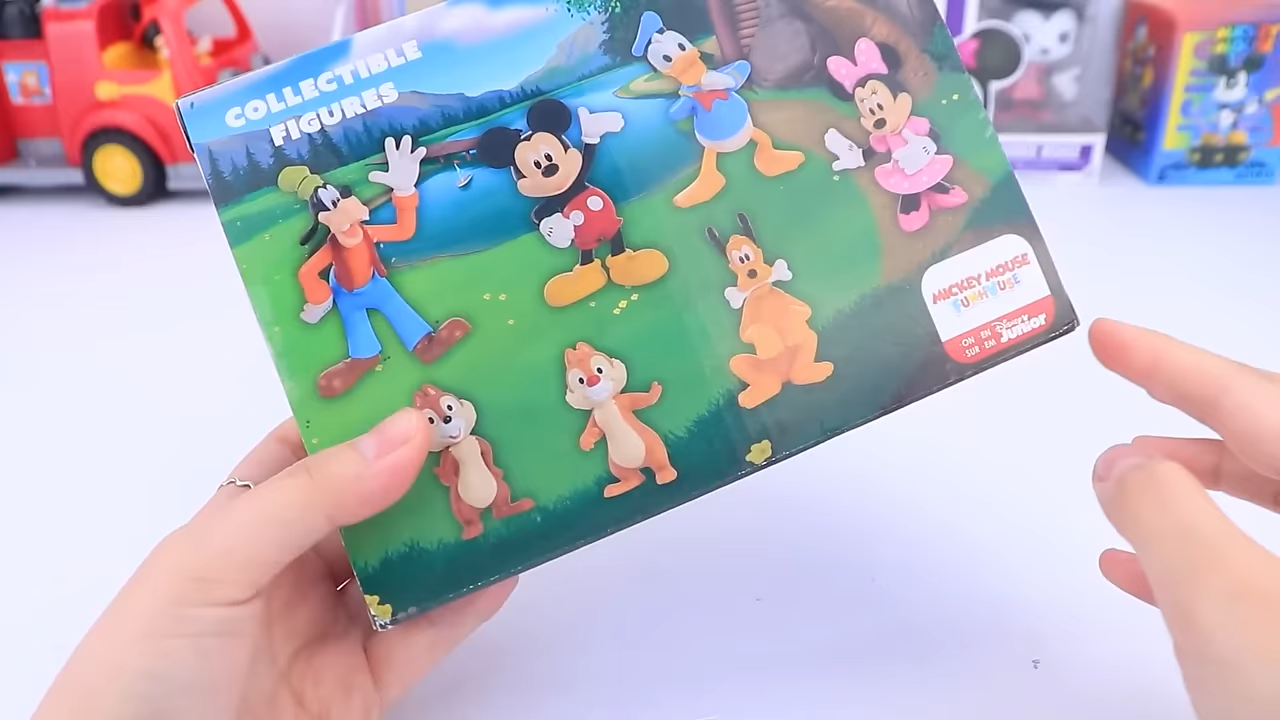 COLLECTIBLE
FIGURES
MICKEY MOUSE
FUNHOUSE
·ON ·EN
·SUR ·EM
Disney
Junior